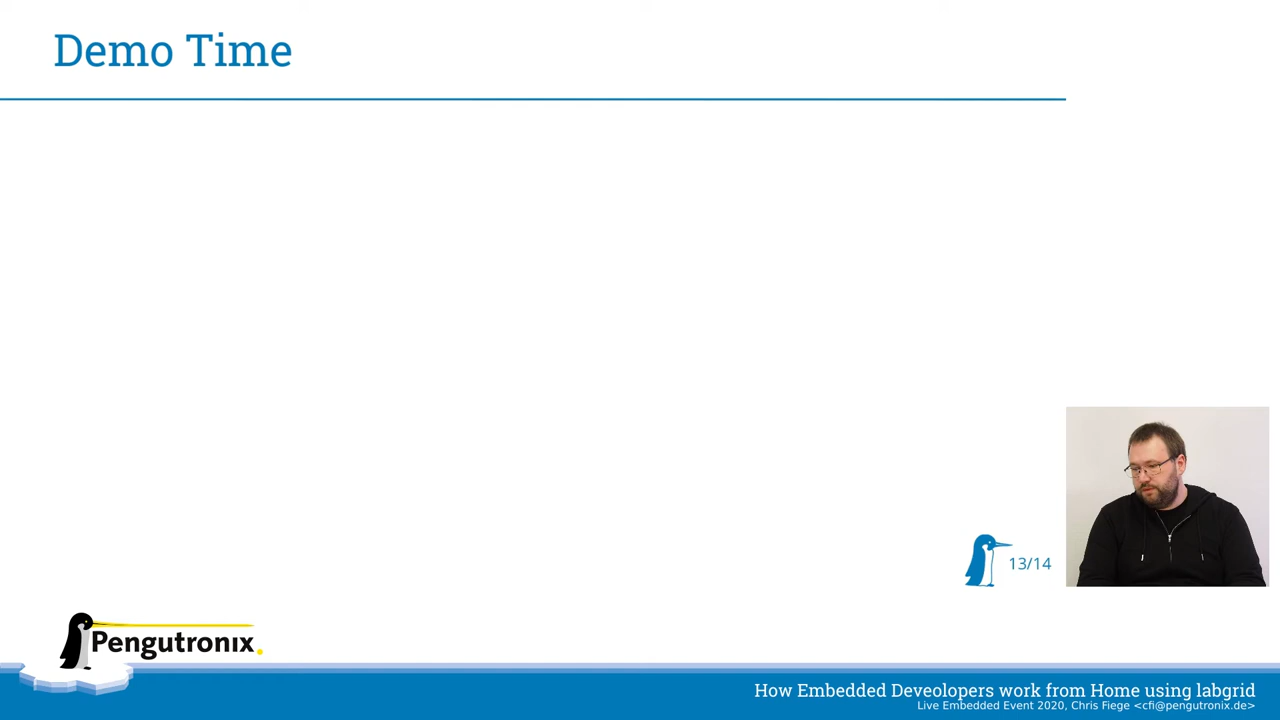 Demo Time
13/14
Pengutronix.
How Embedded Deveolopers work from Home using labgrid
Live Embedded Event 2020, Chris Fiege <cfi@pengutronix.de>